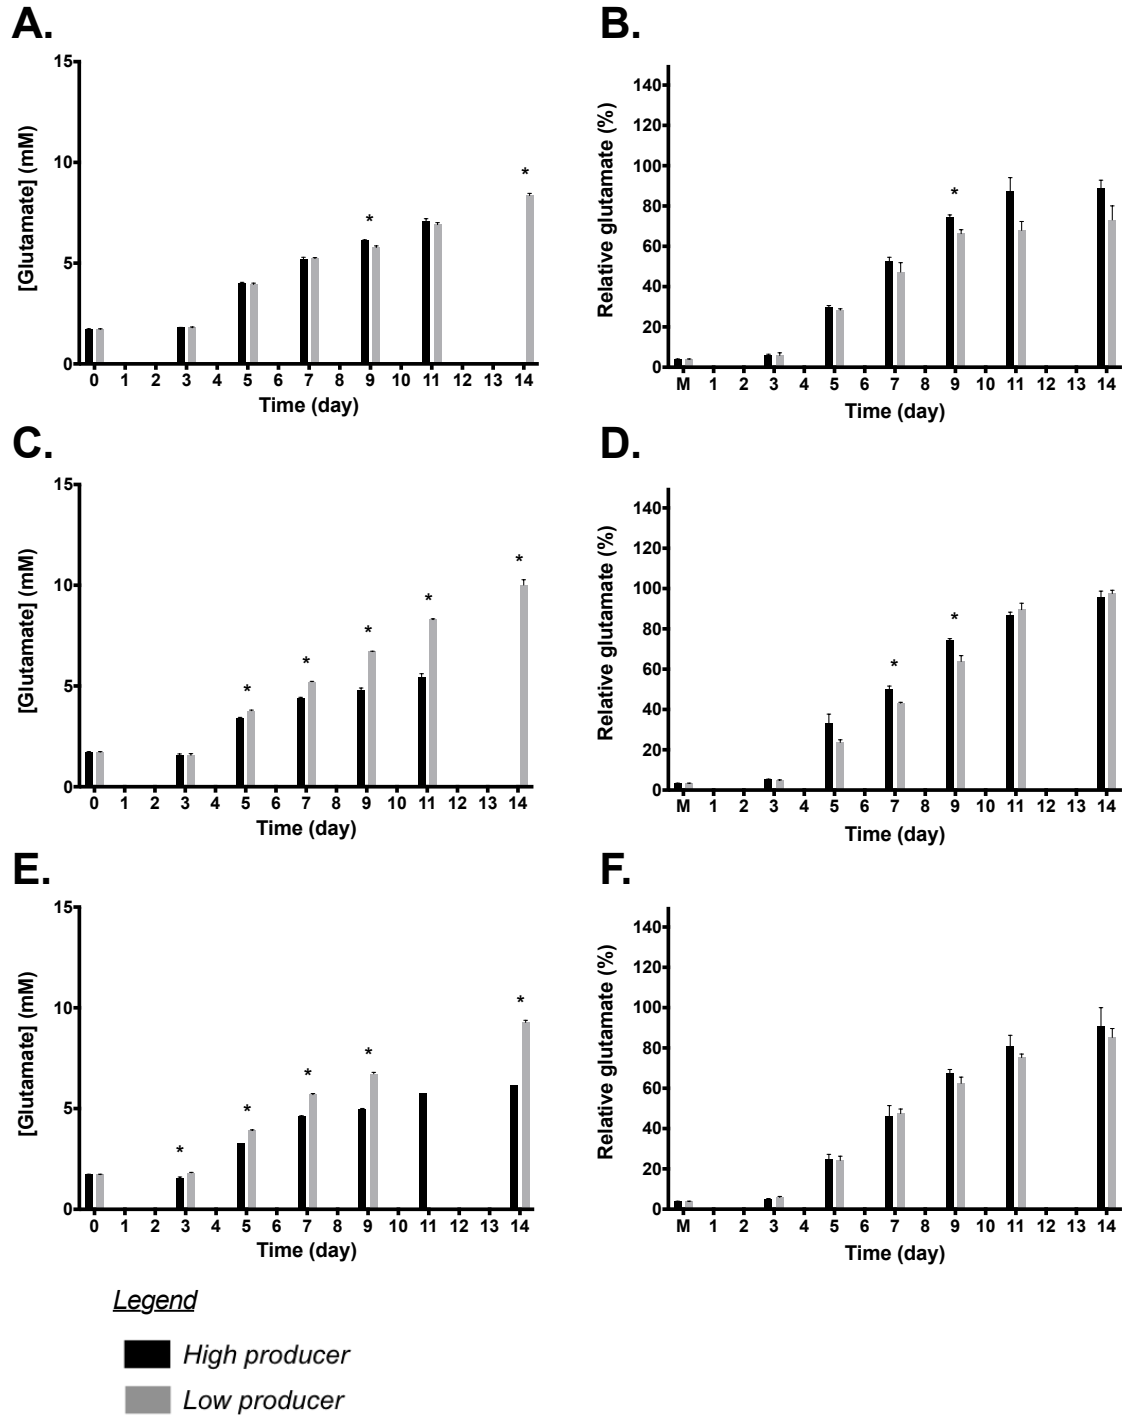 A.
15
10
5
0
[Glutamate] (mM)
*
*
0 1 2 3 4 5 6 7 8 9 10 11 12 13 14
Time (day)
B.
140
120
100
80
60
40
20
0
Relative glutamate (%)
*
M 1 2 3 4 5 6 7 8 9 10 11 12 13 14
Time (day)
C.
15
10
5
0
[Glutamate] (mM)
*
*
*
*
*
0 1 2 3 4 5 6 7 8 9 10 11 12 13 14
Time (day)
D.
140
120
100
80
60
40
20
0
Relative glutamate (%)
*
*
M 1 2 3 4 5 6 7 8 9 10 11 12 13 14
Time (day)
E.
15
10
5
0
[Glutamate] (mM)
*
*
*
*
*
0 1 2 3 4 5 6 7 8 9 10 11 12 13 14
Time (day)
F.
140
120
100
80
60
40
20
0
Relative glutamate (%)
M 1 2 3 4 5 6 7 8 9 10 11 12 13 14
Time (day)
Legend
High producer
Low producer